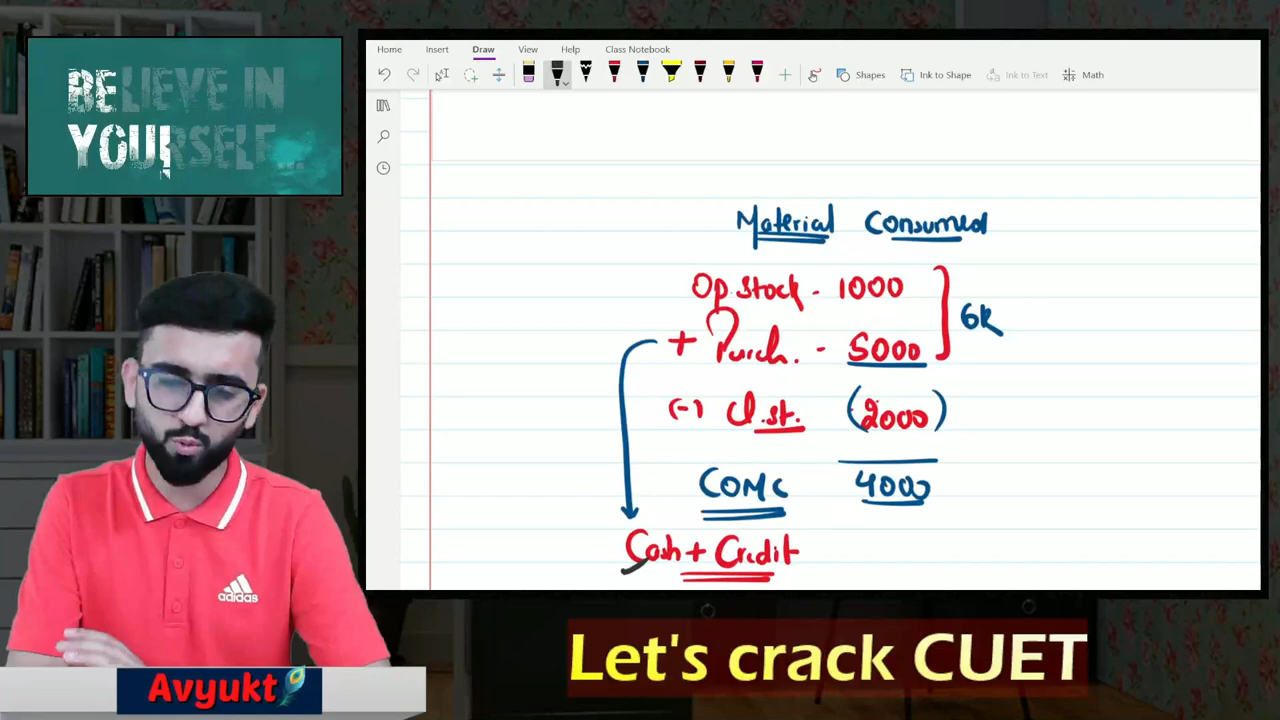 BELIEVE IN
YOURSELF...
Home Insert Draw View Help Class Notebook
Shapes Ink to Shape Ink to Text Math
Material Consumed
Op. Stock - 1000
+ Purch. - 5000
6K
(-) Cl. st. (2000)
COMC 4000
Cash + Credit
adidas
Avyukt
Let's crack CUET